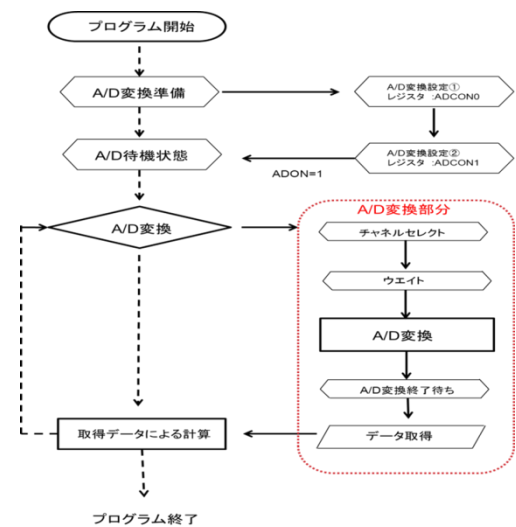 プログラム開始
A/D変換準備
A/D変換設定①
レジスタ :ADCON0
A/D待機状態
A/D変換設定②
レジスタ :ADCON1
ADON=1
A/D変換
A/D変換部分
チャネルセレクト
ウエイト
A/D変換
A/D変換終了待ち
データ取得
取得データによる計算
プログラム終了